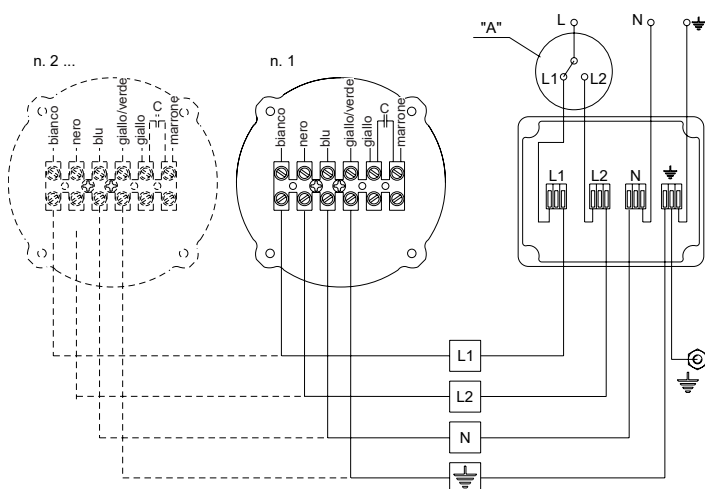 "A"
L
N
n. 2 ...
n. 1
L1
L2
bianco
nero
blu
giallo/verde
giallo
C
marrone
bianco
nero
blu
giallo/verde
giallo
C
marrone
L1
L2
N
L1
L2
N